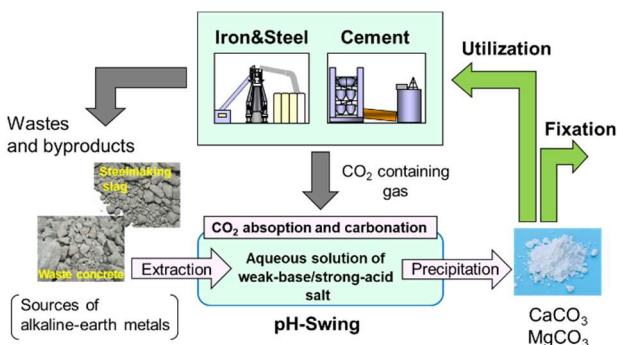 Iron&Steel
Cement
Utilization
Fixation
Wastes
and byproducts
Steelmaking
slag
Waste concrete
Extraction
CO₂ containing
gas
CO₂ absoption and carbonation
Aqueous solution of
weak-base/strong-acid
salt
pH-Swing
Precipitation
Sources of
alkaline-earth metals
CaCO₃
MgCO₃